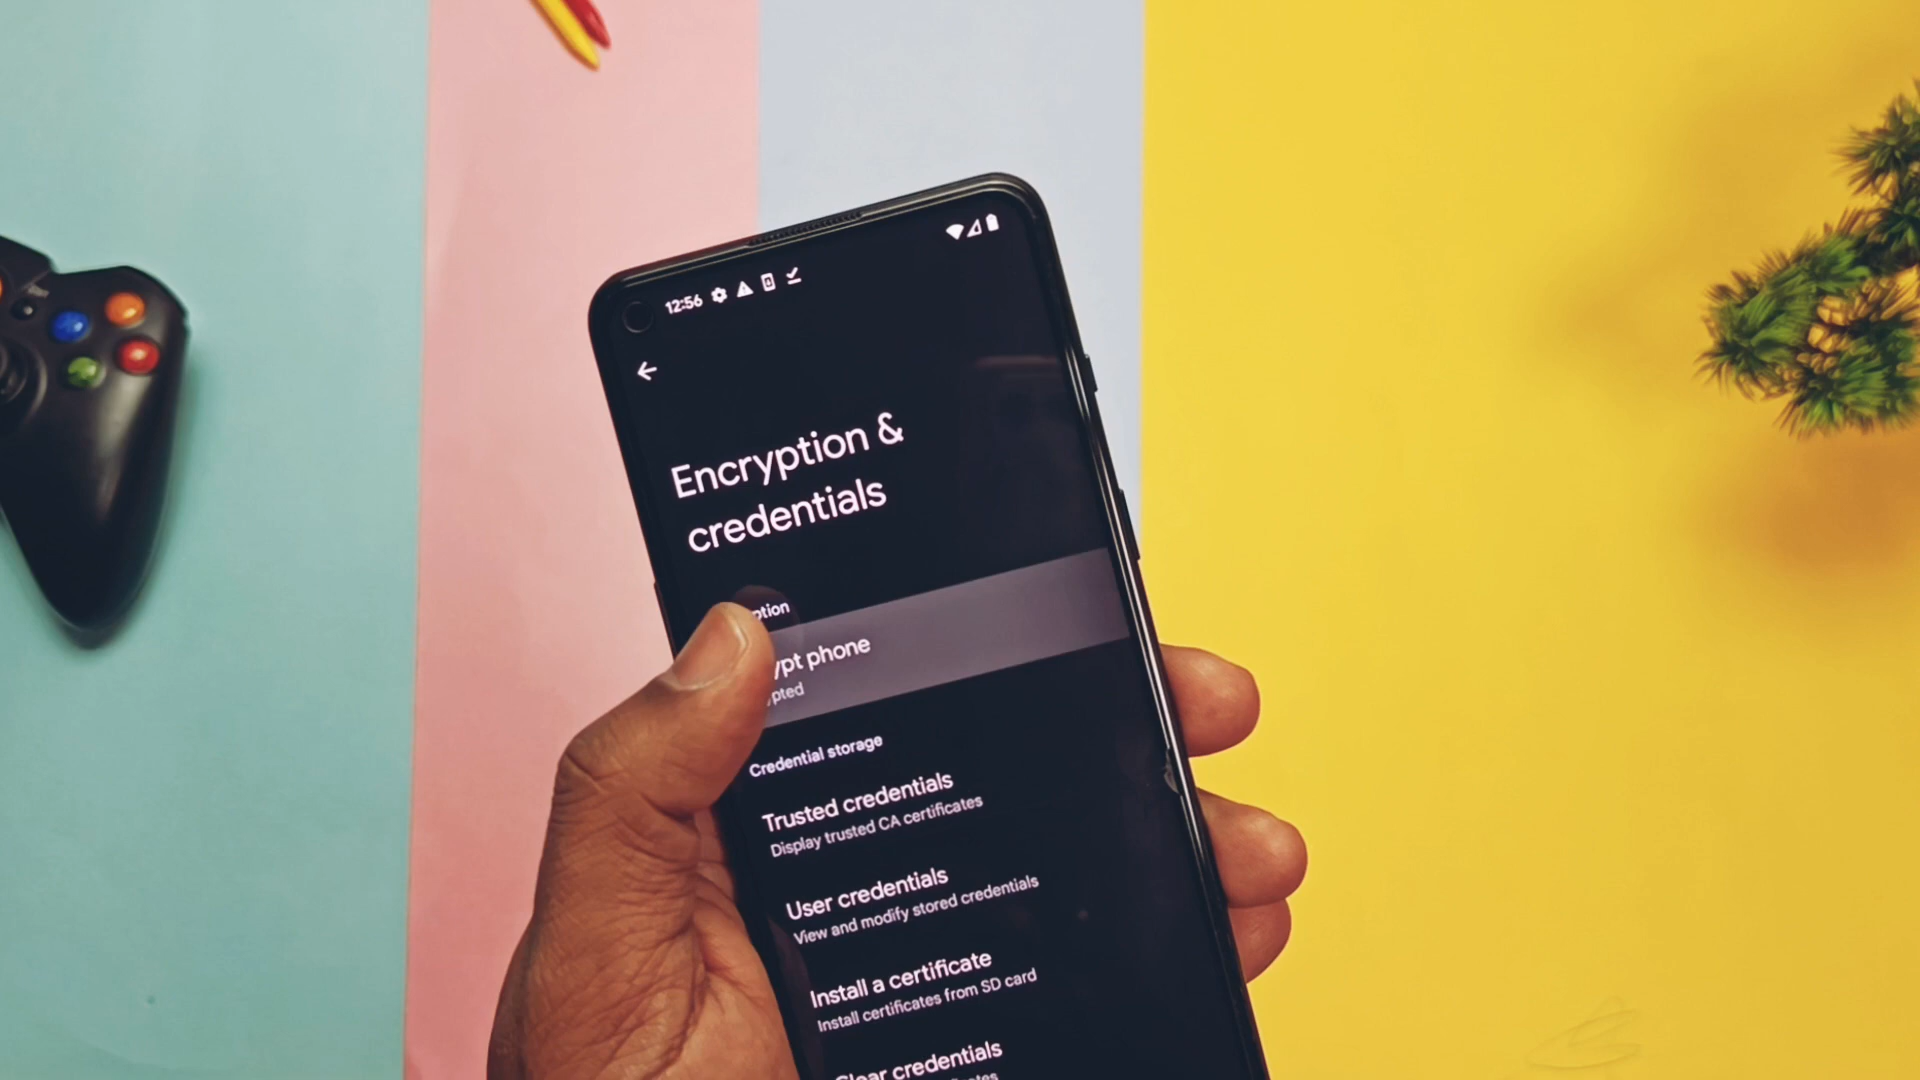 12:56
Encryption &
credentials
ption
ypt phone
pted
Credential storage
Trusted credentials
Display trusted CA certificates
User credentials
View and modify stored credentials
Install a certificate
Install certificates from SD card
Clear credentials